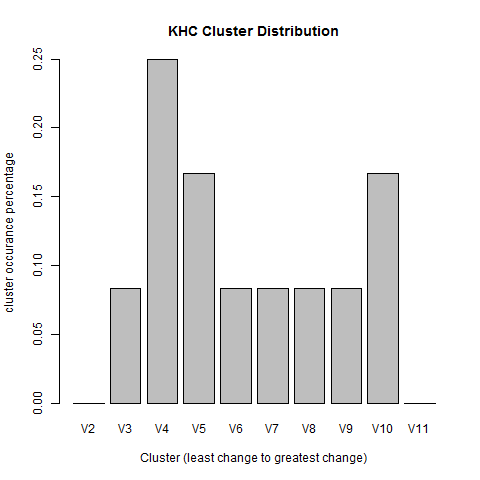 KHC Cluster Distribution
cluster occurance percentage
0.25
0.20
0.15
0.10
0.05
0.00
V2 V3 V4 V5 V6 V7 V8 V9 V10 V11
Cluster (least change to greatest change)